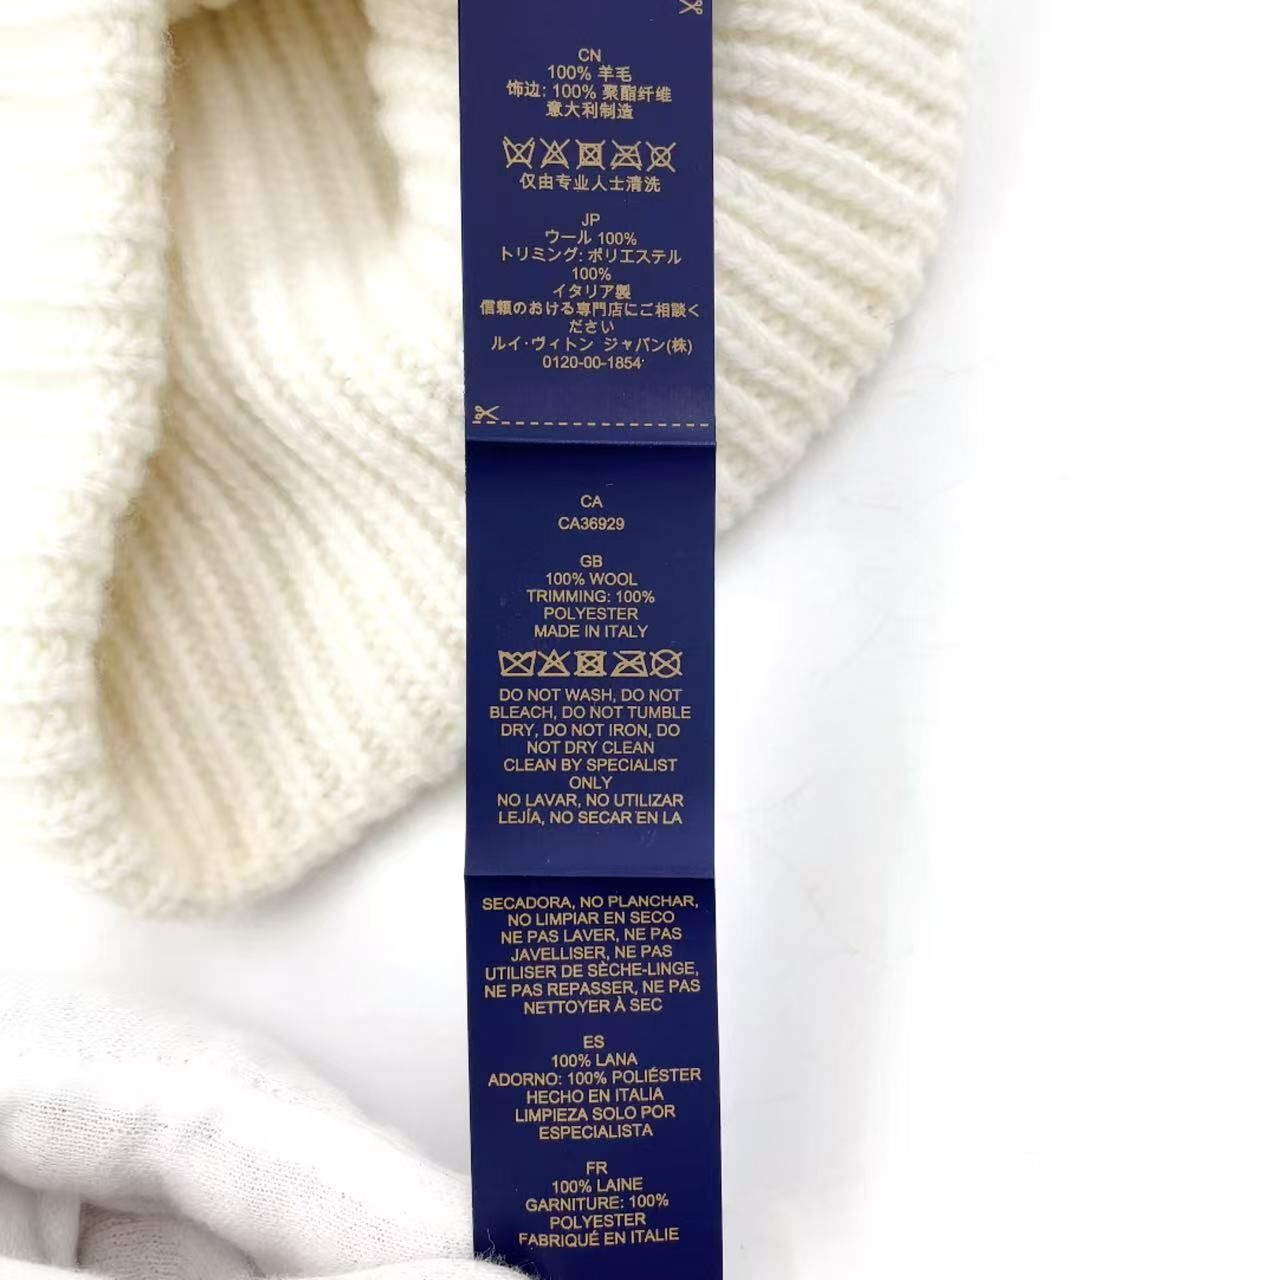 CN
100% 羊毛
饰边: 100% 聚酯纤维
意大利制造
仅由专业人士清洗
JP
ウール 100%
トリミング: ポリエステル
100%
イタリア製
信頼のおける専門店にご相談く
ださい
ルイ･ヴィトン ジャパン(株)
0120-00-1854
CA
CA36929
GB
100% WOOL
TRIMMING: 100%
POLYESTER
MADE IN ITALY
DO NOT WASH, DO NOT
BLEACH, DO NOT TUMBLE
DRY, DO NOT IRON, DO
NOT DRY CLEAN
CLEAN BY SPECIALIST
ONLY
NO LAVAR, NO UTILIZAR
LEJÍA, NO SECAR EN LA
SECADORA, NO PLANCHAR,
NO LIMPIAR EN SECO
NE PAS LAVER, NE PAS
JAVELLISER, NE PAS
UTILISER DE SÈCHE-LINGE,
NE PAS REPASSER, NE PAS
NETTOYER À SEC
ES
100% LANA
ADORNO: 100% POLIÉSTER
HECHO EN ITALIA
LIMPIEZA SOLO POR
ESPECIALISTA
FR
100% LAINE
GARNITURE: 100%
POLYESTER
FABRIQUÉ EN ITALIE